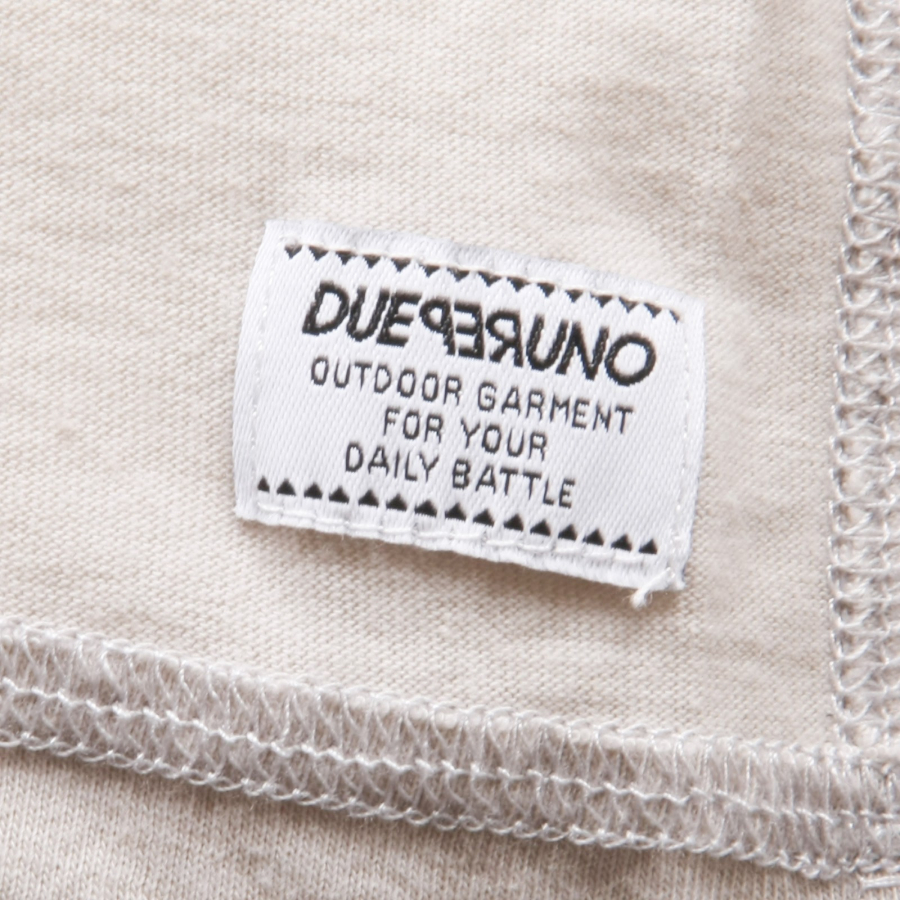 DUEPERUNO
OUTDOOR GARMENT
FOR YOUR
DAILY BATTLE